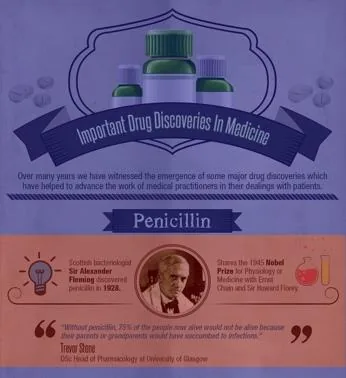 Important Drug Discoveries In Medicine
Over many years we have witnessed the emergence of some major drug discoveries which
have helped to advance the work of medical practitioners in their dealings with patients.
Penicillin
Scottish bacteriologist
Sir Alexander
Fleming discovered
penicillin in 1928.
Shares the 1945 Nobel
Prize for Physiology or
Medicine with Ernst
Chain and Sir Howard Florey.
"Without penicillin, 75% of the people now alive would not be alive because
their parents or grandparents would have succumbed to infections."
Trevor Stone
DSc Head of Pharmacology at University of Glasgow